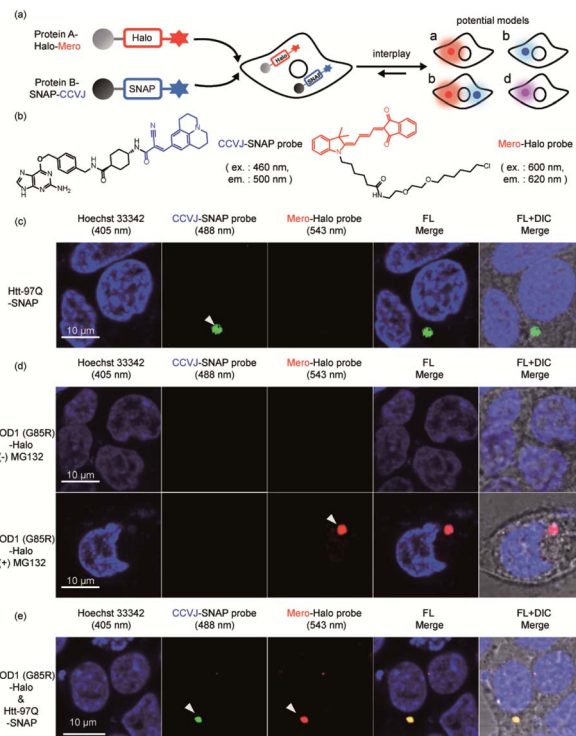 (a)
Protein A-
Halo-
Mero
Halo
Protein B-
SNAP-CCVJ
SNAP
Halo
SNAP
interplay
potential models
a
b
b
d
(b)
CCVJ-SNAP probe
( ex. : 460 nm,
em. : 500 nm )
Mero-Halo probe
( ex. : 600 nm,
em. : 620 nm )
(c)
Hoechst 33342
(405 nm)
CCVJ-SNAP probe
(488 nm)
Mero-Halo probe
(543 nm)
FL
Merge
FL+DIC
Merge
Htt-97Q
-SNAP
10 μm
(d)
Hoechst 33342
(405 nm)
CCVJ-SNAP probe
(488 nm)
Mero-Halo probe
(543 nm)
FL
Merge
FL+DIC
Merge
OD1 (G85R)
-Halo
(-) MG132
10 μm
OD1 (G85R)
-Halo
(+) MG132
10 μm
(e)
Hoechst 33342
(405 nm)
CCVJ-SNAP probe
(488 nm)
Mero-Halo probe
(543 nm)
FL
Merge
FL+DIC
Merge
OD1 (G85R)
-Halo
&
Htt-97Q
-SNAP
10 μm